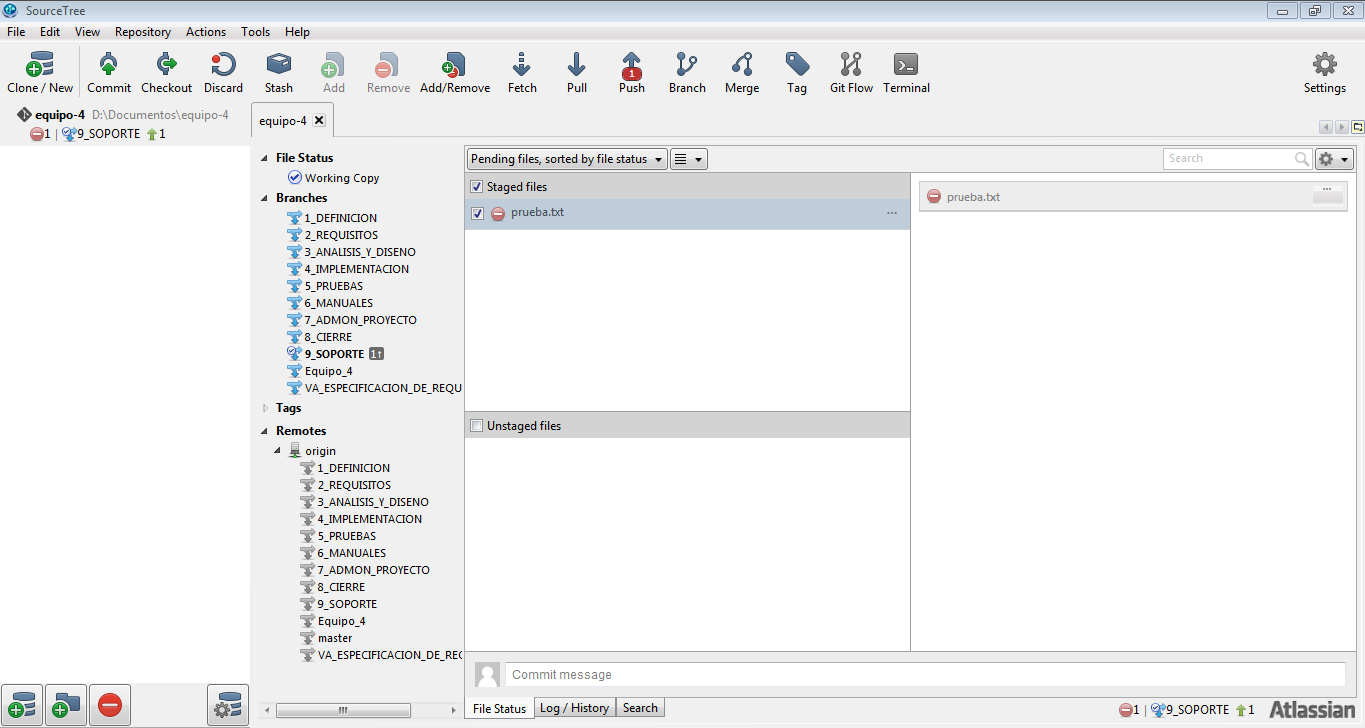 SourceTree
File Edit View Repository Actions Tools Help
Clone / New Commit Checkout Discard Stash Add Remove Add/Remove Fetch Pull 1 Push Branch Merge Tag Git Flow Terminal Settings
equipo-4 D:\Documentos\equipo-4
1 | 9_SOPORTE 1
equipo-4
File Status
Working Copy
Branches
1_DEFINICION
2_REQUISITOS
3_ANALISIS_Y_DISENO
4_IMPLEMENTACION
5_PRUEBAS
6_MANUALES
7_ADMON_PROYECTO
8_CIERRE
9_SOPORTE 1↑
Equipo_4
VA_ESPECIFICACION_DE_REQU
Tags
Remotes
origin
1_DEFINICION
2_REQUISITOS
3_ANALISIS_Y_DISENO
4_IMPLEMENTACION
5_PRUEBAS
6_MANUALES
7_ADMON_PROYECTO
8_CIERRE
9_SOPORTE
Equipo_4
master
VA_ESPECIFICACION_DE_REC
Pending files, sorted by file status
Search
Staged files
prueba.txt ...
Unstaged files
prueba.txt ...
Commit message
File Status Log / History Search
1 | 9_SOPORTE 1 Atlassian